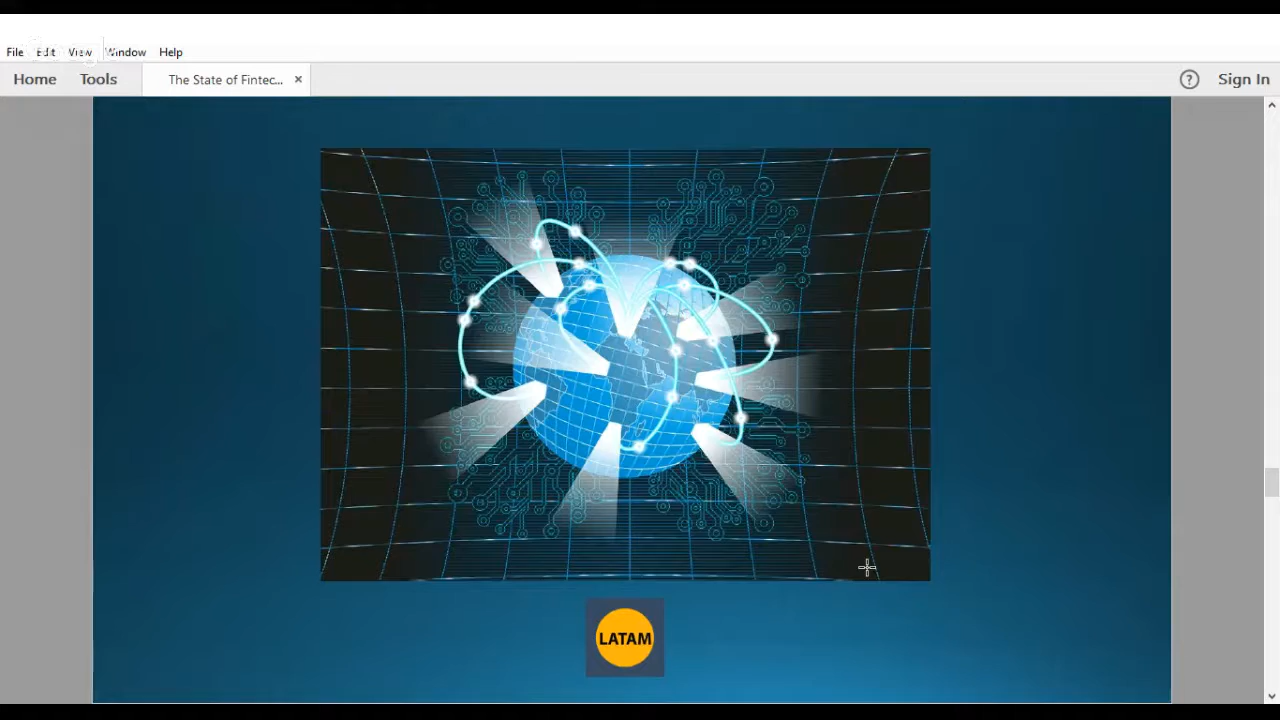 File Edit View Window Help
Home Tools The State of Fintec... × ? Sign In
LATAM